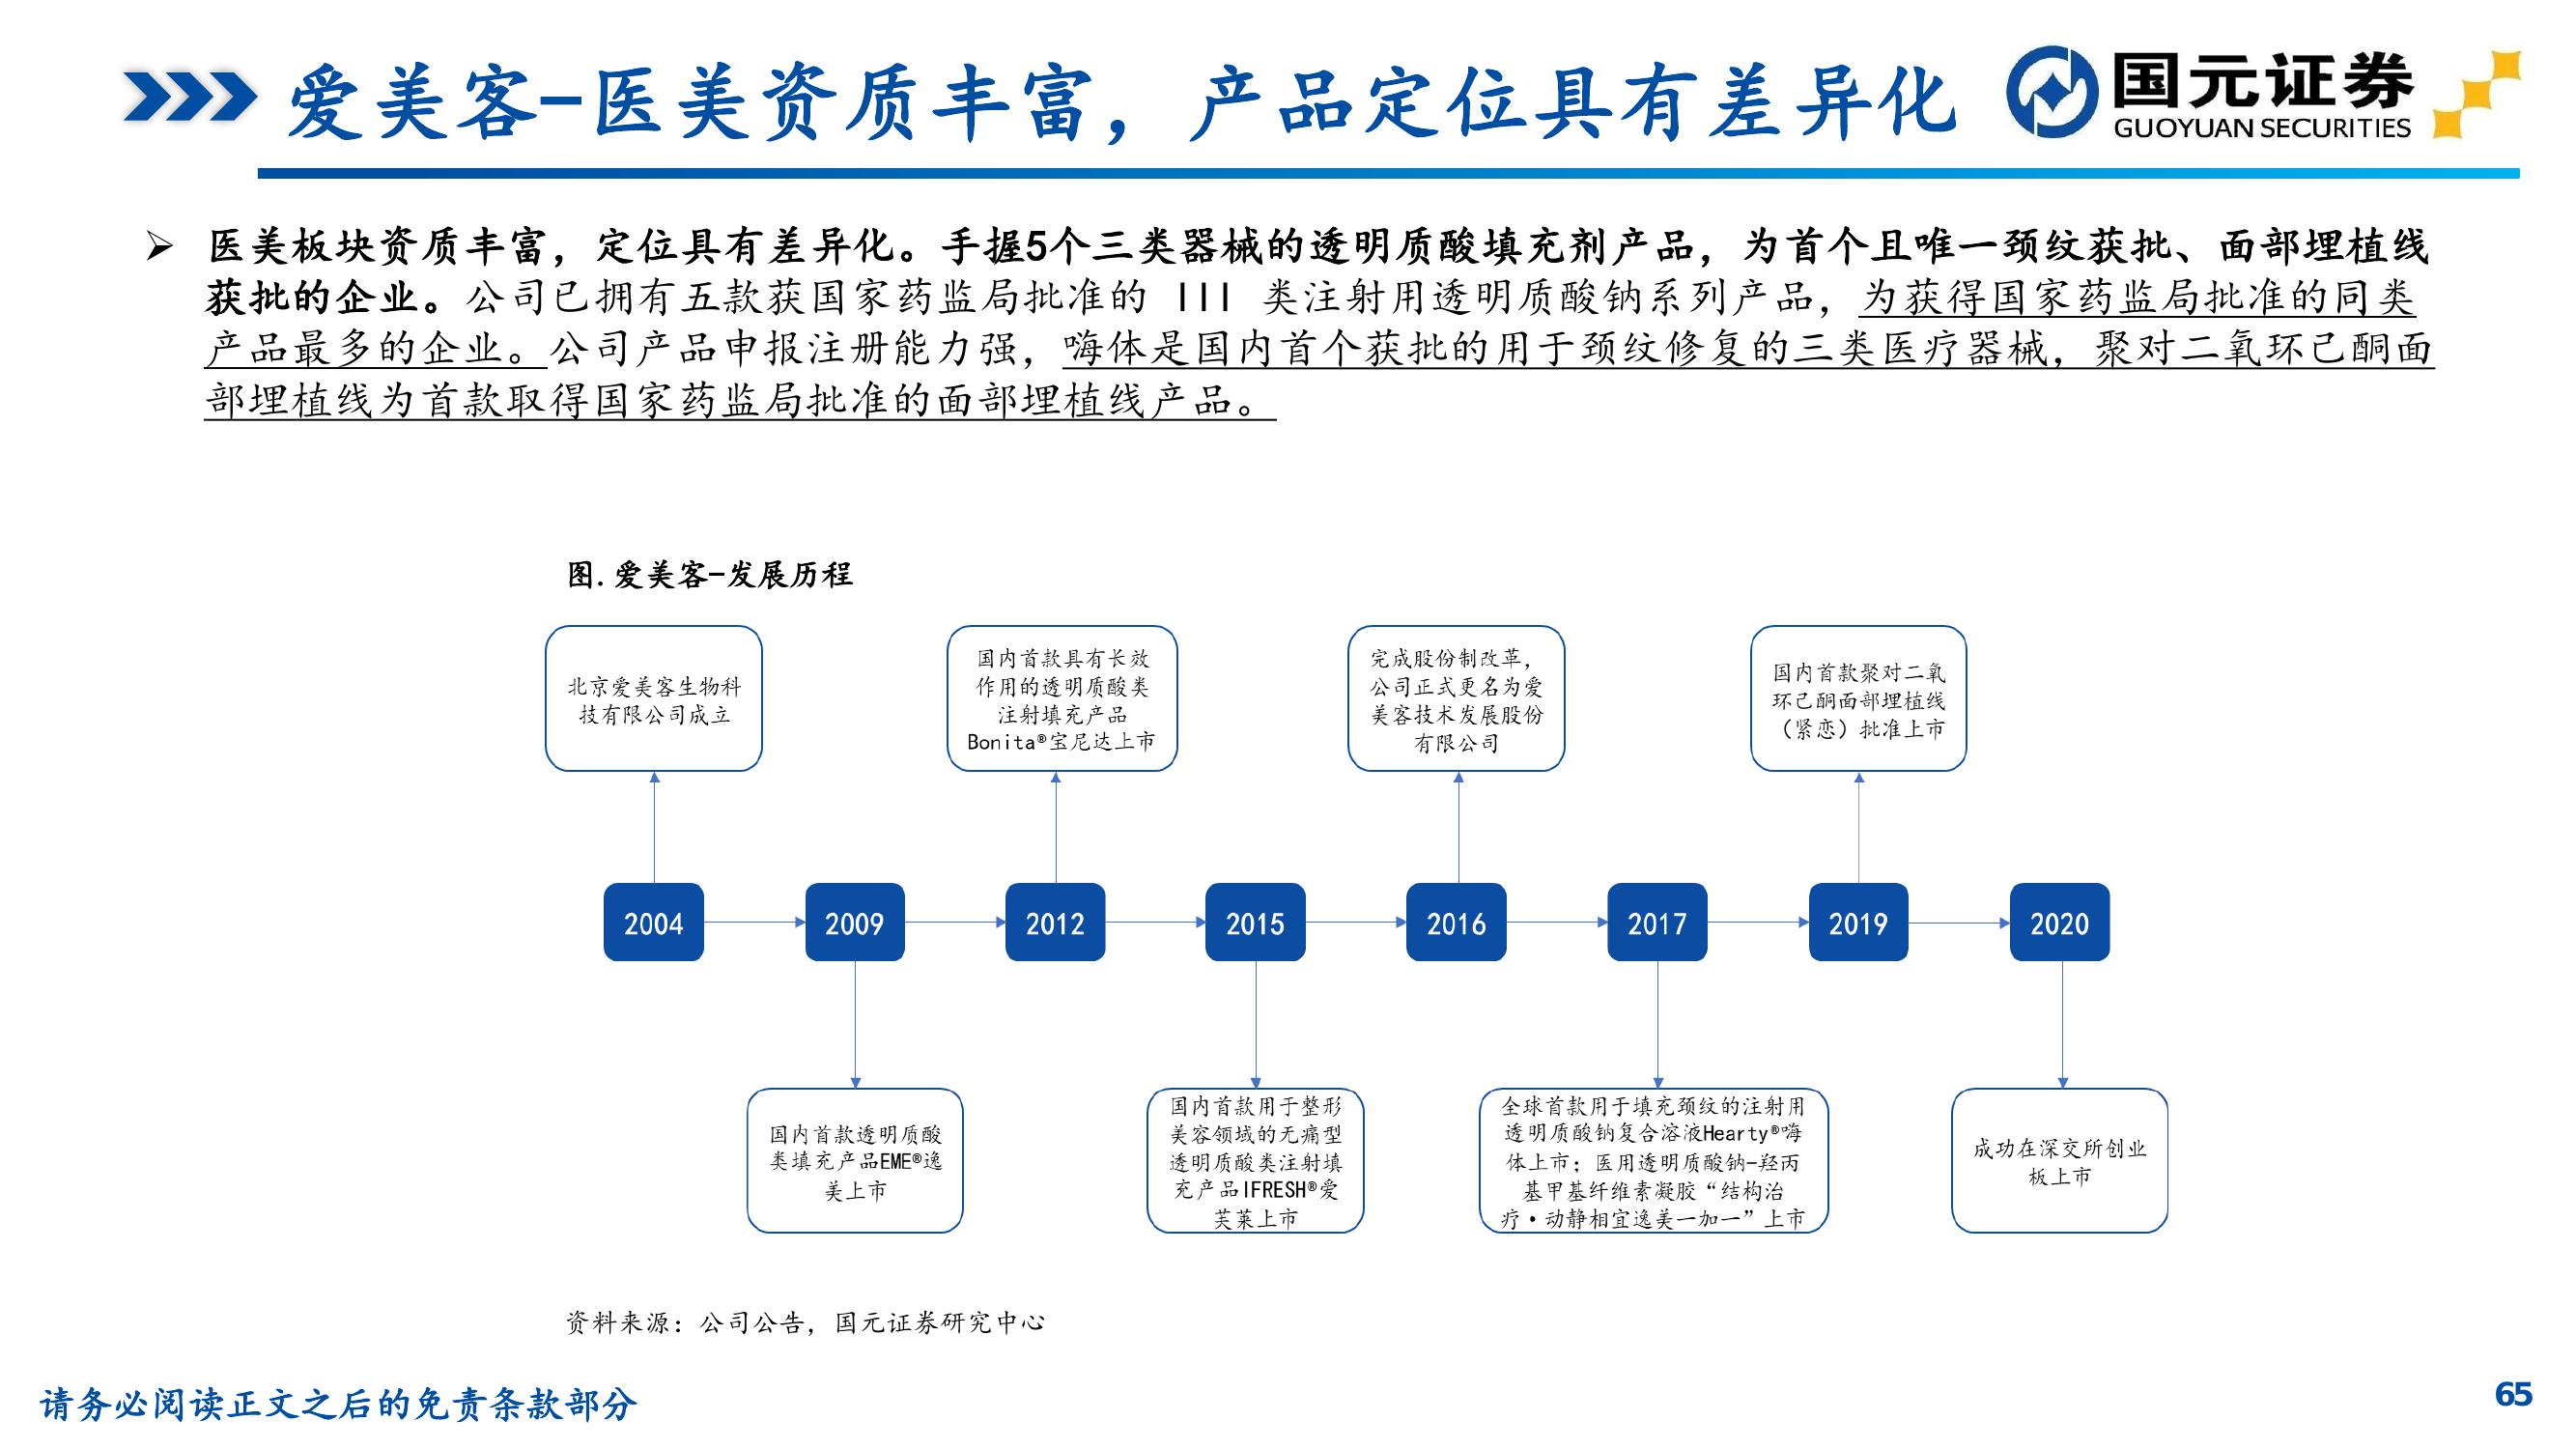 爱美客-医美资质丰富，产品定位具有差异化
国元证券
GUOYUAN SECURITIES
➢ 医美板块资质丰富，定位具有差异化。手握5个三类器械的透明质酸填充剂产品，为首个且唯一颈纹获批、面部埋植线
获批的企业。公司已拥有五款获国家药监局批准的 III 类注射用透明质酸钠系列产品，为获得国家药监局批准的同类
产品最多的企业。公司产品申报注册能力强，嗨体是国内首个获批的用于颈纹修复的三类医疗器械，聚对二氧环己酮面
部埋植线为首款取得国家药监局批准的面部埋植线产品。
图.爱美客-发展历程
北京爱美客生物科
技有限公司成立
国内首款具有长效
作用的透明质酸类
注射填充产品
Bonita®宝尼达上市
完成股份制改革，
公司正式更名为爱
美客技术发展股份
有限公司
国内首款聚对二氧
环己酮面部埋植线
（紧恋）批准上市
2004
2009
2012
2015
2016
2017
2019
2020
国内首款透明质酸
类填充产品EME®逸
美上市
国内首款用于整形
美容领域的无痛型
透明质酸类注射填
充产品IFRESH®爱
芙莱上市
全球首款用于填充颈纹的注射用
透明质酸钠复合溶液Hearty®嗨
体上市；医用透明质酸钠-羟丙
基甲基纤维素凝胶“结构治
疗·动静相宜逸美一加一”上市
成功在深交所创业
板上市
资料来源：公司公告，国元证券研究中心
请务必阅读正文之后的免责条款部分
65